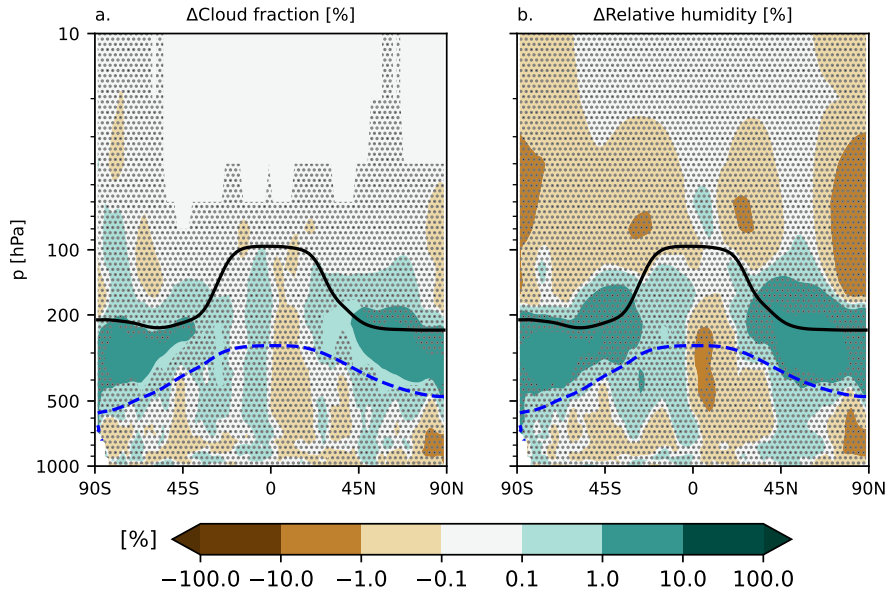 a. ΔCloud fraction [%]
b. ΔRelative humidity [%]
p [hPa]
10
100
200
500
1000
90S 45S 0 45N 90N
90S 45S 0 45N 90N
[%]
−100.0 −10.0 −1.0 −0.1 0.1 1.0 10.0 100.0